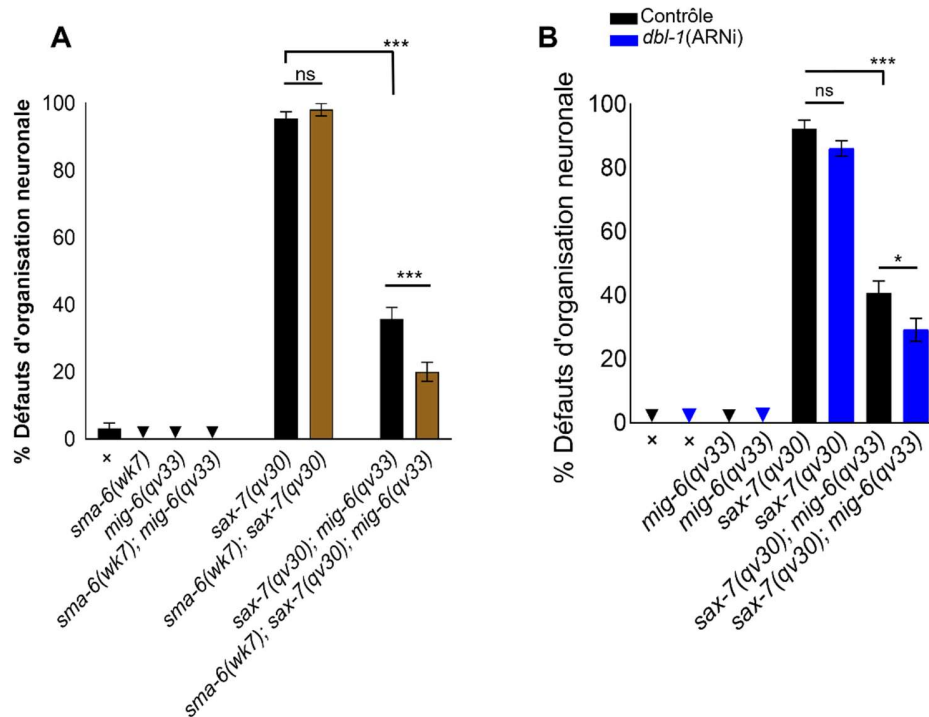 A
% Défauts d'organisation neuronale
100
80
60
40
20
0
ns
***
***
+
sma-6(wk7)
mig-6(qv33)
sma-6(wk7); mig-6(qv33)
sax-7(qv30)
sma-6(wk7); sax-7(qv30)
sax-7(qv30); mig-6(qv33)
sma-6(wk7); sax-7(qv30); mig-6(qv33)
B
Contrôle
dbl-1(ARNi)
% Défauts d'organisation neuronale
100
80
60
40
20
0
ns
***
*
+
+
mig-6(qv33)
mig-6(qv33)
sax-7(qv30)
sax-7(qv30)
sax-7(qv30); mig-6(qv33)
sax-7(qv30); mig-6(qv33)